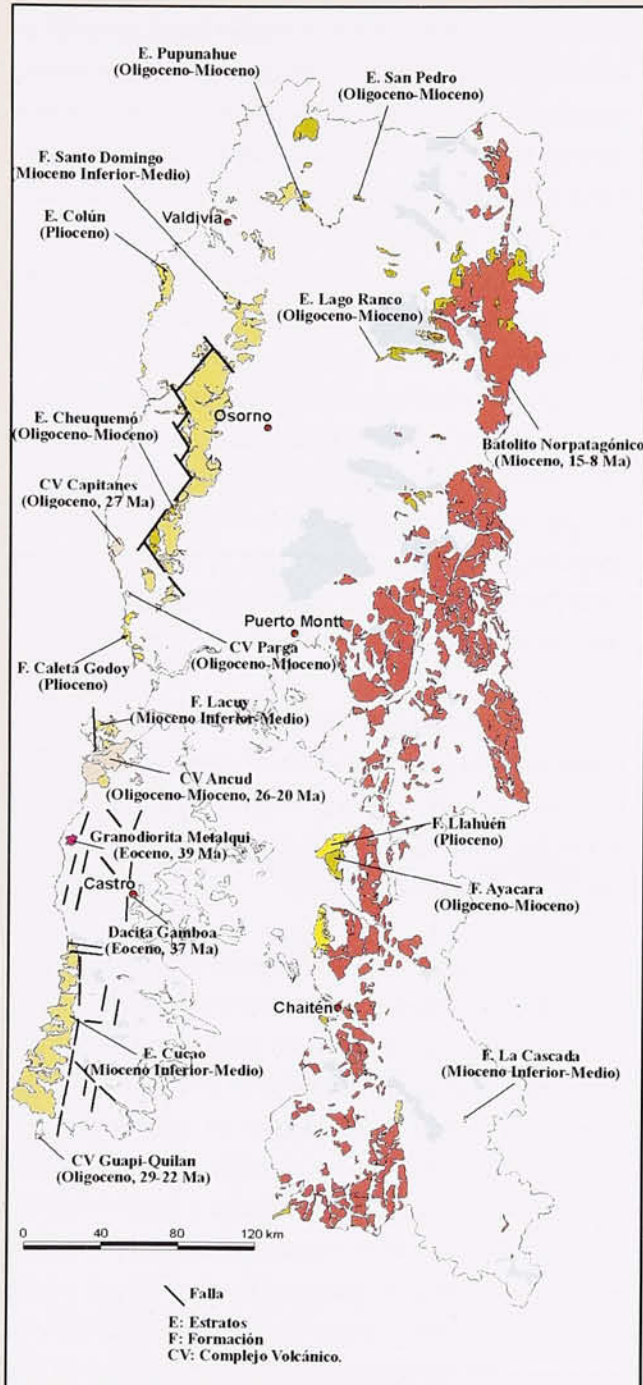 E. Pupunahue
(Oligoceno-Mioceno)
E. San Pedro
(Oligoceno-Mioceno)
F. Santo Domingo
(Mioceno Inferior-Medio)
Valdivia
E. Colún
(Plioceno)
E. Lago Ranco
(Oligoceno-Mioceno)
E. Cheuquemó
(Oligoceno-Mioceno)
Osorno
Batolito Norpatagónico
(Mioceno, 15-8 Ma)
CV Capitanes
(Oligoceno, 27 Ma)
Puerto Montt
CV Parga
(Oligoceno-Mioceno)
F. Caleta Godoy
(Plioceno)
F. Lacuy
(Mioceno Inferior-Medio)
CV Ancud
(Oligoceno-Mioceno, 26-20 Ma)
F. Llahuén
(Plioceno)
Granodiorita Metalqui
(Eoceno, 39 Ma)
F. Ayacara
(Oligoceno-Mioceno)
Castro
Dacita Gamboa
(Eoceno, 37 Ma)
Chaitén
E. Cucao
(Mioceno Inferior-Medio)
E. La Cascada
(Mioceno Inferior-Medio)
CV Guapi-Quilan
(Oligoceno, 29-22 Ma)
0 40 80 120 km
Falla
E: Estratos
F: Formación
CV: Complejo Volcánico.